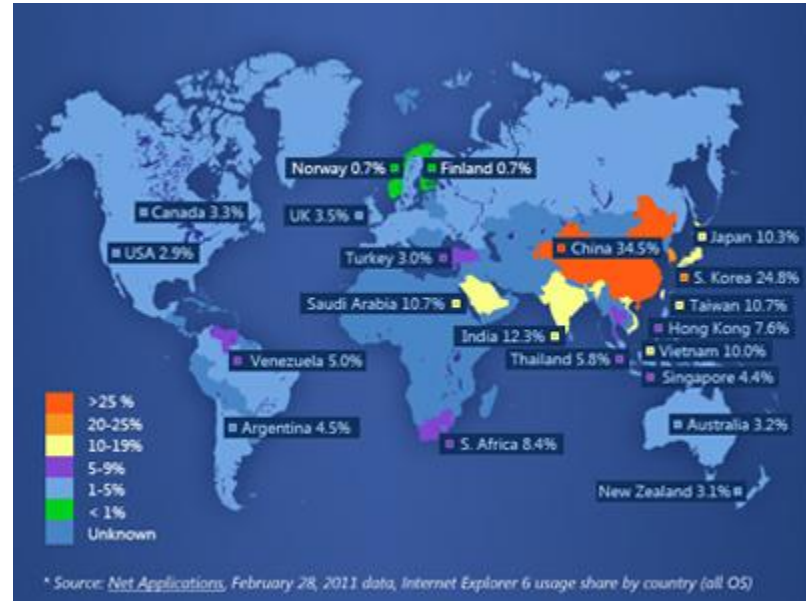 Norway 0.7%
Finland 0.7%
Canada 3.3%
UK 3.5%
USA 2.9%
Turkey 3.0%
China 34.5%
Japan 10.3%
S. Korea 24.8%
Saudi Arabia 10.7%
Taiwan 10.7%
India 12.3%
Hong Kong 7.6%
Venezuela 5.0%
Thailand 5.8%
Vietnam 10.0%
Singapore 4.4%
Argentina 4.5%
S. Africa 8.4%
Australia 3.2%
New Zealand 3.1%
>25 %
20-25%
10-19%
5-9%
1-5%
< 1%
Unknown
* Source: Net Applications, February 28, 2011 data, Internet Explorer 6 usage share by country (all OS)